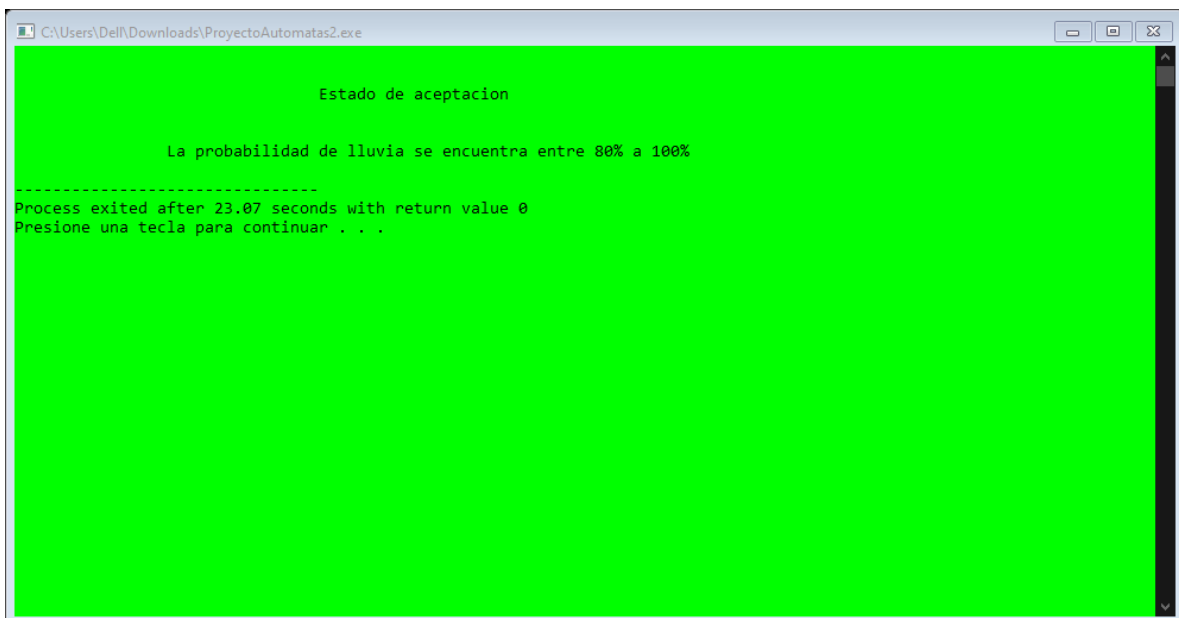 C:\Users\Dell\Downloads\ProyectoAutomatas2.exe
Estado de aceptacion
La probabilidad de lluvia se encuentra entre 80% a 100%
--------------------------------
Process exited after 23.07 seconds with return value 0
Presione una tecla para continuar . . .